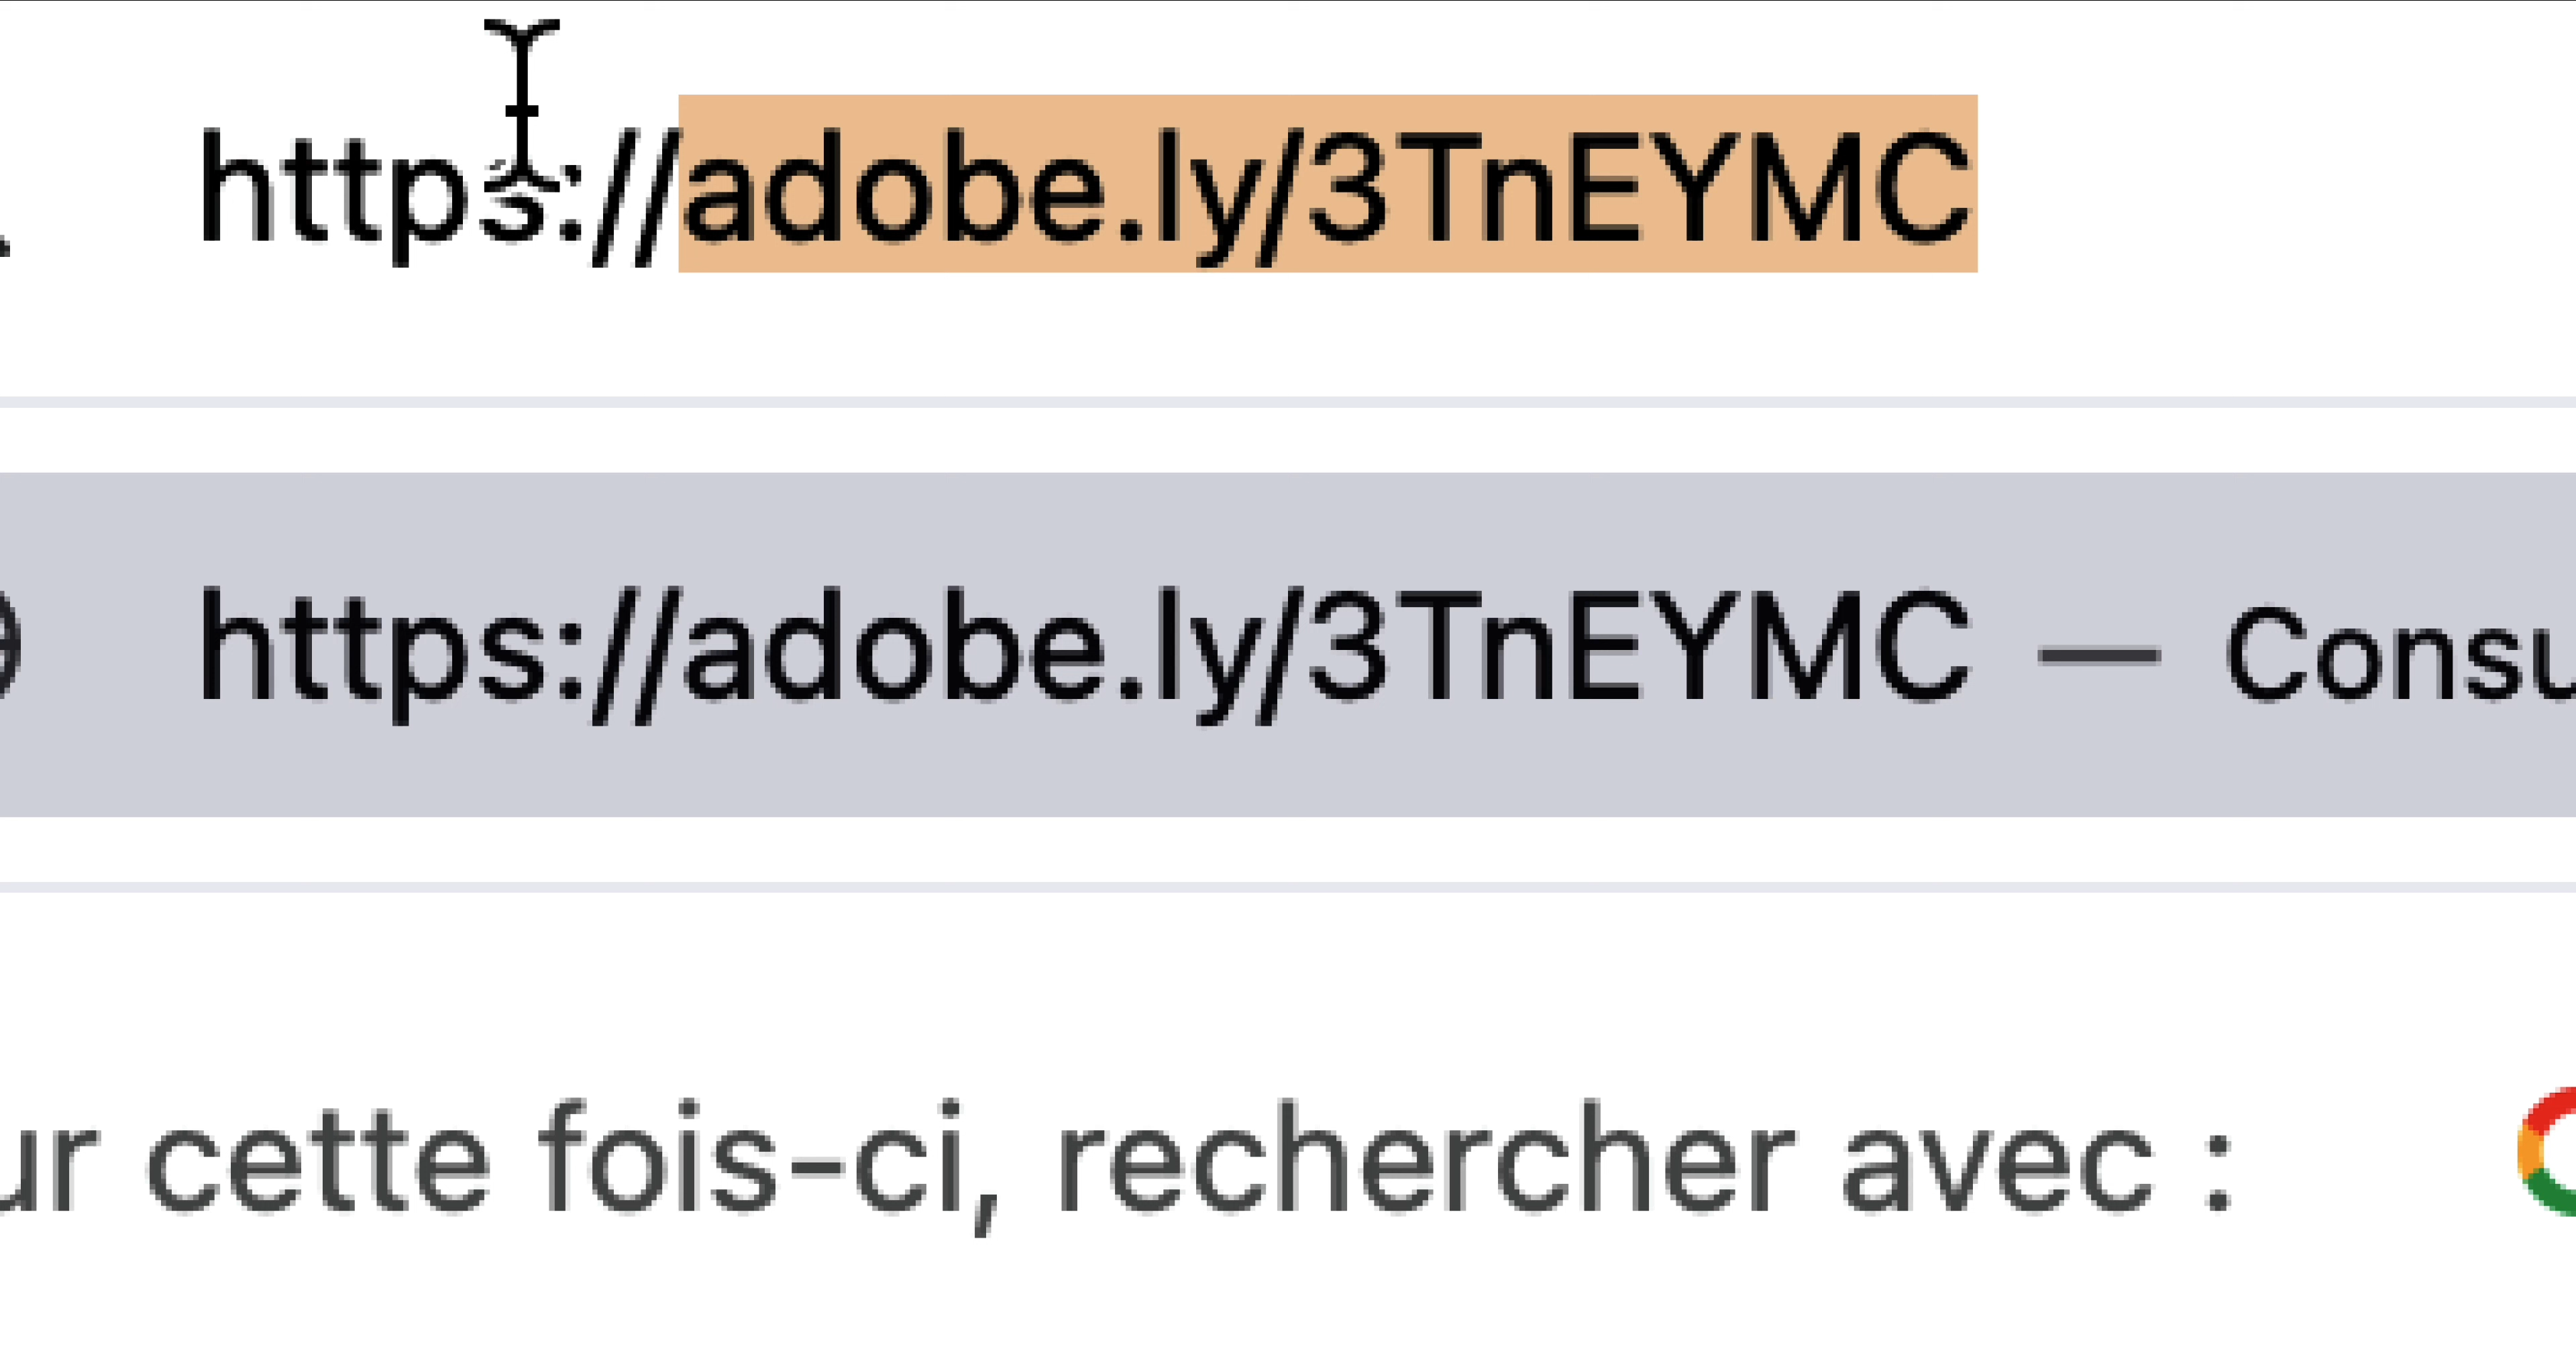 https://adobe.ly/3TnEYMC
https://adobe.ly/3TnEYMC — Consu
ur cette fois-ci, rechercher avec :